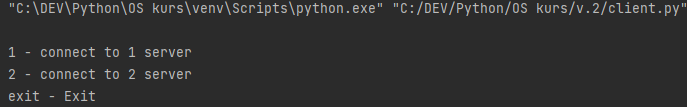 "C:\DEV\Python\OS kurs\venv\Scripts\python.exe" "C:/DEV/Python/OS kurs/v.2/client.py"
1 - connect to 1 server
2 - connect to 2 server
exit - Exit